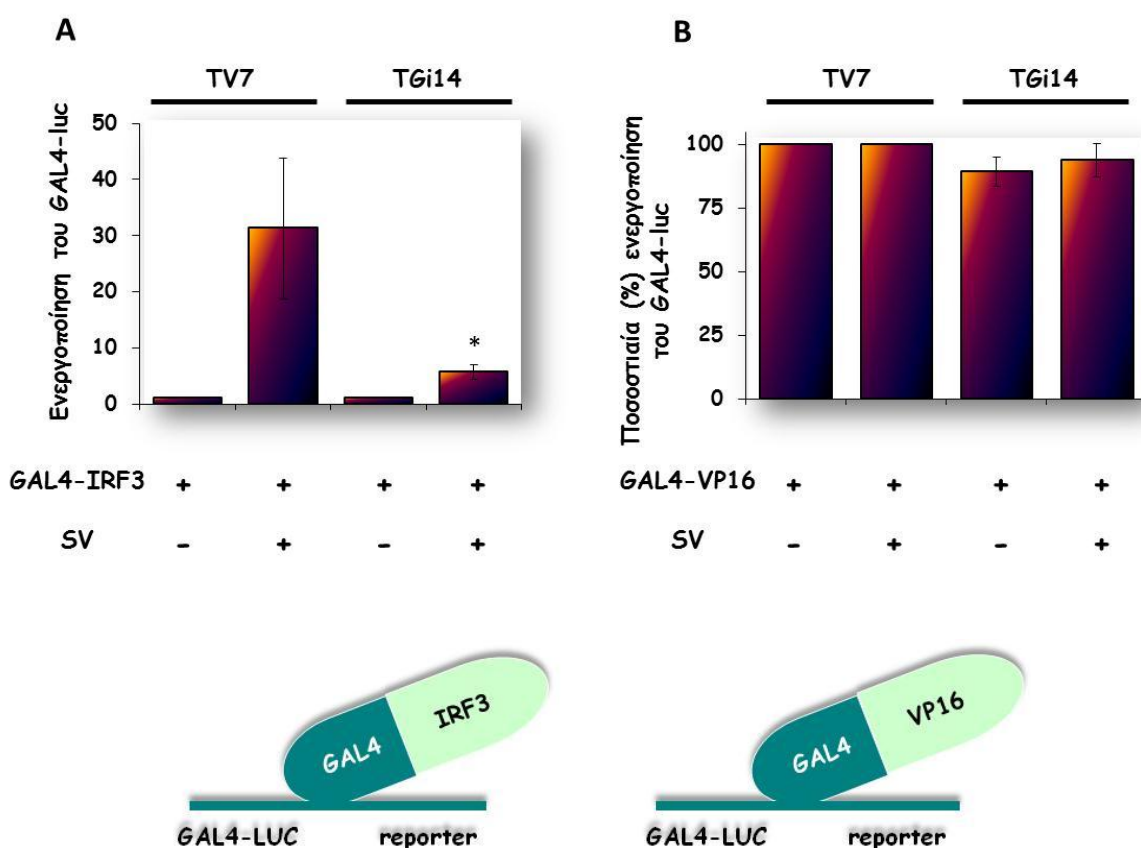 A
TV7 TGi14
Ενεργοποίηση του GAL4-luc
50
40
30
20
10
0
*
GAL4-IRF3 + + + +
SV - + - +
IRF3
GAL4
GAL4-LUC reporter
B
TV7 TGi14
Ποσοστιαία (%) ενεργοποίηση
του GAL4-luc
100
75
50
25
0
GAL4-VP16 + + + +
SV - + - +
VP16
GAL4
GAL4-LUC reporter